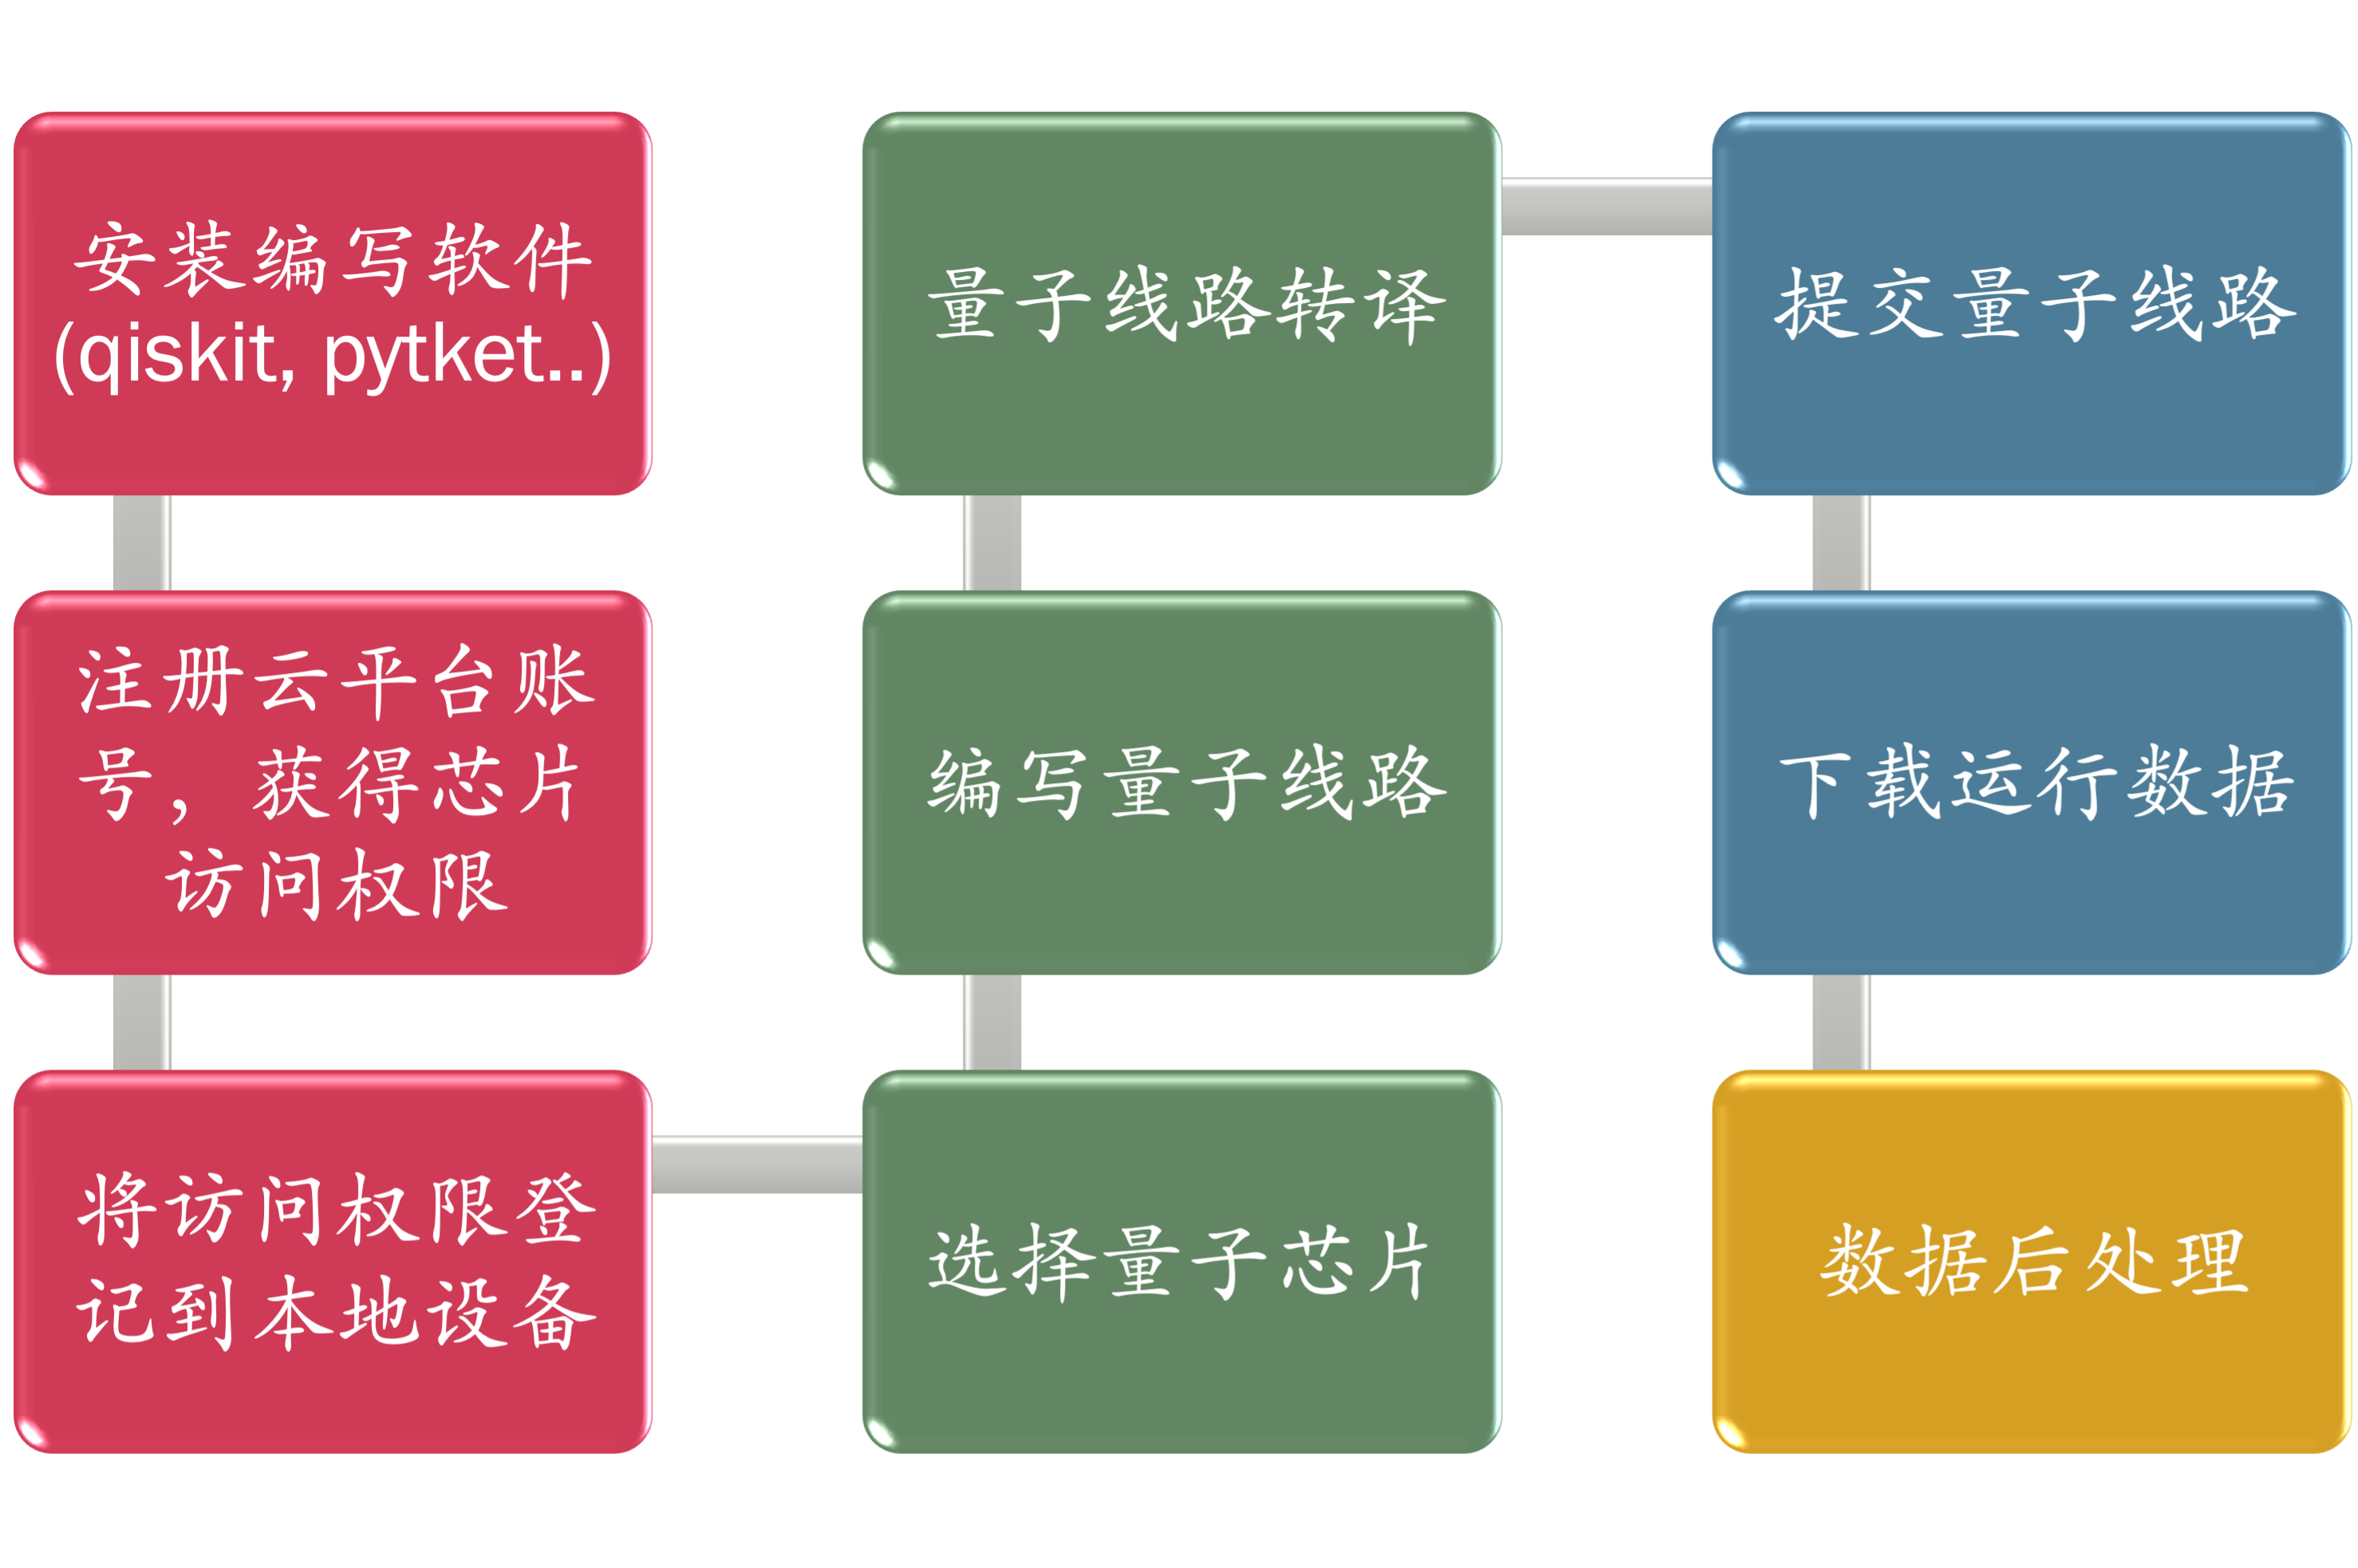 安装编写软件
(qiskit, pytket..)
注册云平台账
号，获得芯片
访问权限
将访问权限登
记到本地设备
选择量子芯片
编写量子线路
量子线路转译
提交量子线路
下载运行数据
数据后处理